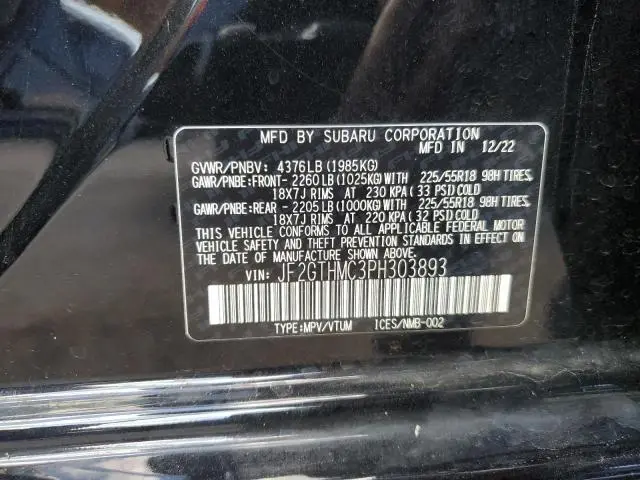 MFD BY SUBARU CORPORATION
MFD IN 12/22
GVWR/PNBV: 4376LB (1985KG)
GAWR/PNBE:FRONT- 2260LB (1025KG) WITH 225/55R18 98H TIRES,
18X7J RIMS AT 230 KPA (33 PSI) COLD
GAWR/PNBE:REAR - 2205LB (1000KG) WITH 225/55R18 98H TIRES,
18X7J RIMS AT 220 KPA (32 PSI) COLD
THIS VEHICLE CONFORMS TO ALL APPLICABLE FEDERAL MOTOR
VEHICLE SAFETY AND THEFT PREVENTION STANDARDS IN EFFECT ON
THE DATE OF MANUFACTURE SHOWN ABOVE.
VIN: JF2GTHMC3PH303893
TYPE:MPV/VTUM ICES/NMB-002